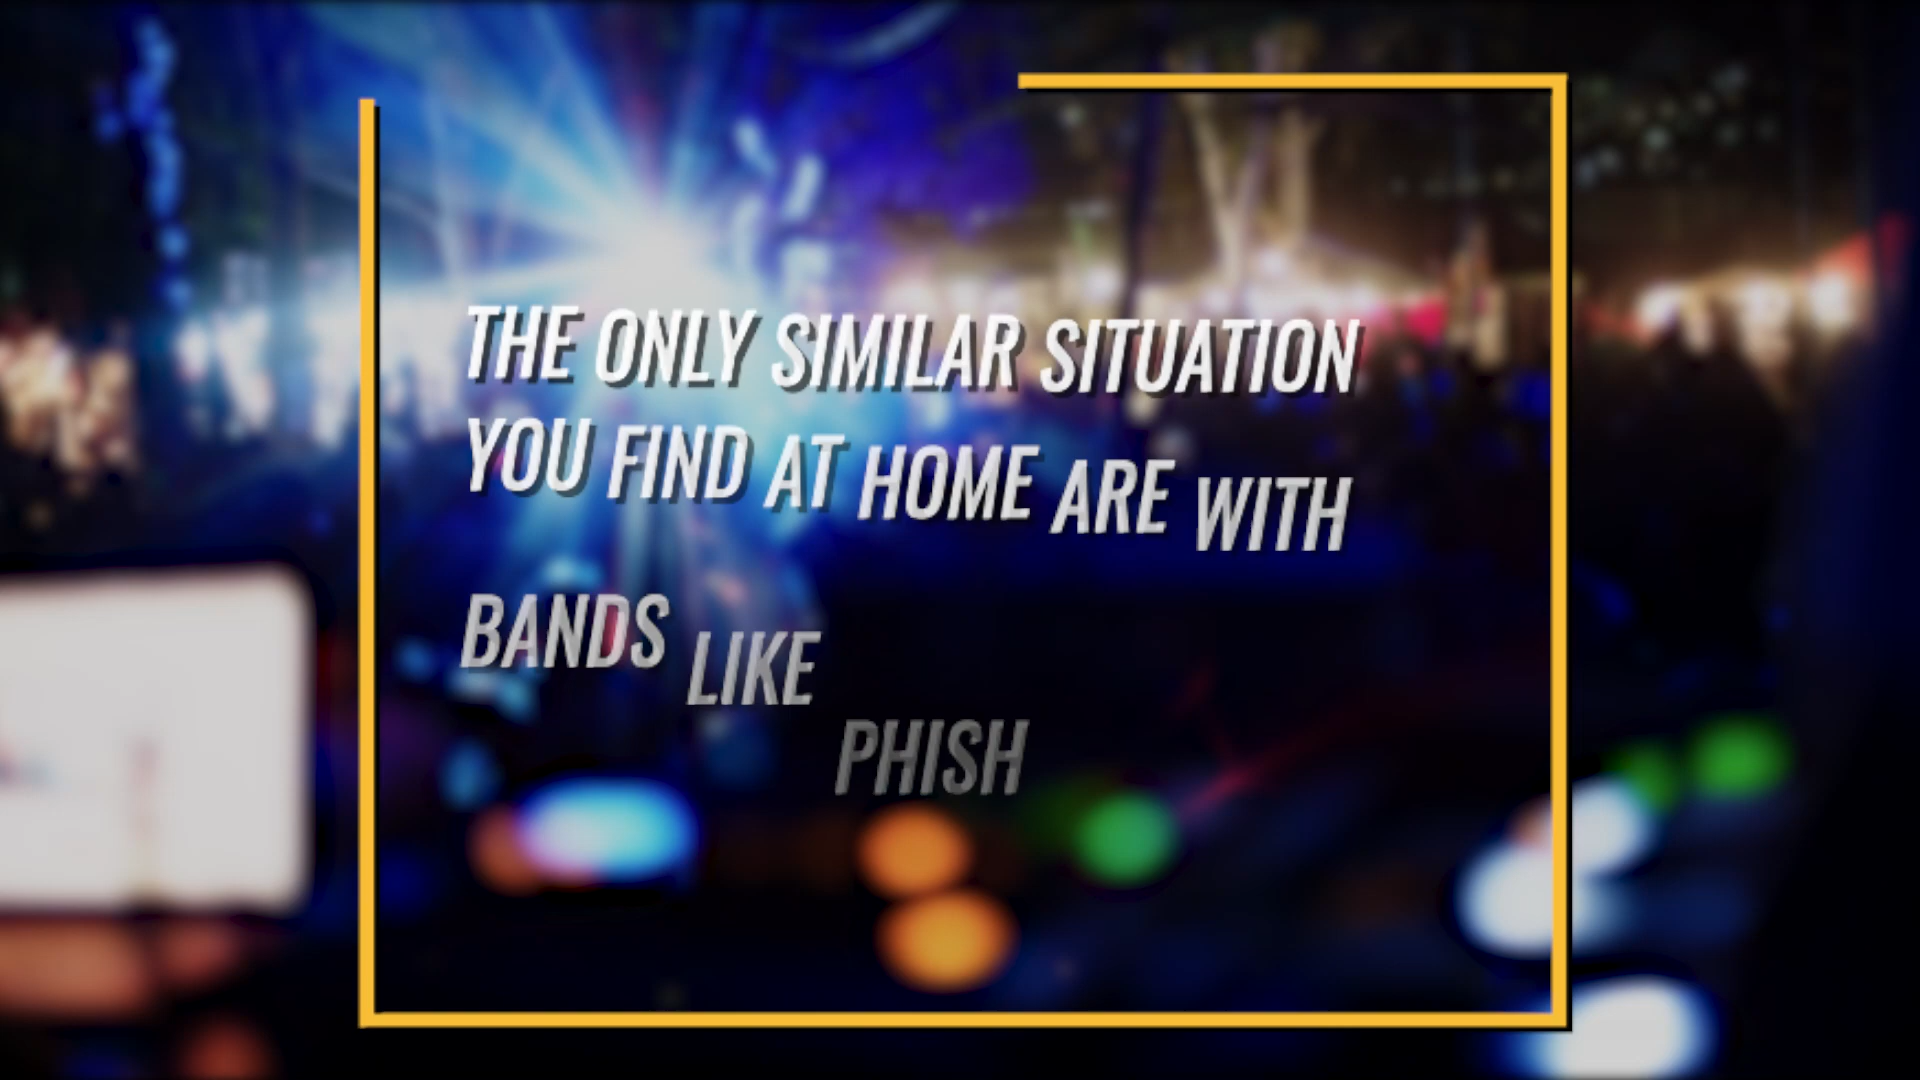 THE ONLY SIMILAR SITUATION
YOU FIND AT HOME ARE WITH
BANDS LIKE
PHISH